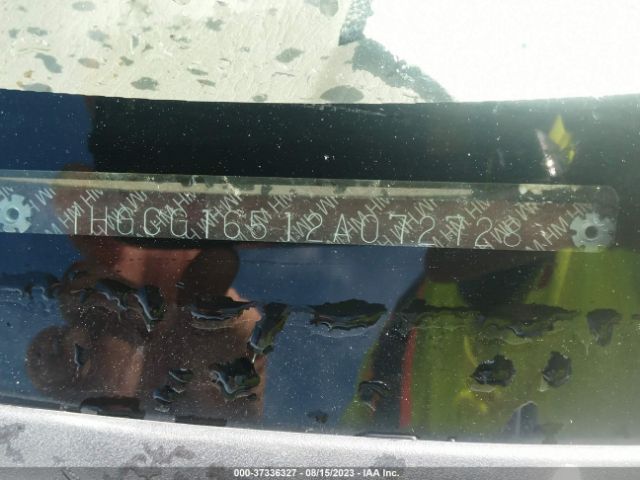 1HGCG16512A072728
000-37336327 - 08/15/2023 - IAA Inc.